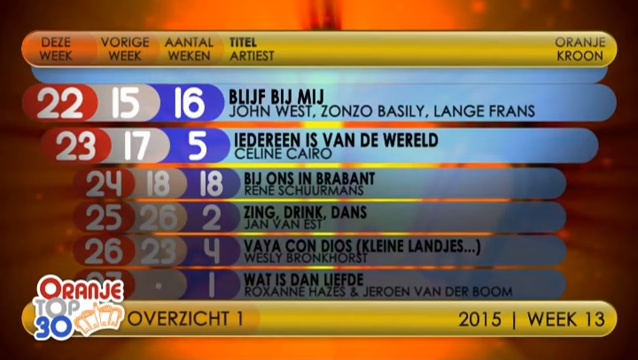 DEZE WEEK VORIGE WEEK AANTAL WEKEN TITEL ARTIEST ORANJE KROON
22 15 16 BLIJF BIJ MIJ
JOHN WEST, ZONZO BASILY, LANGE FRANS
23 17 5 IEDEREEN IS VAN DE WERELD
CELINE CAIRO
24 18 18 BIJ ONS IN BRABANT
RENE SCHUURMANS
25 26 2 ZING, DRINK, DANS
JAN VAN EST
26 23 4 VAYA CON DIOS (KLEINE LANDJES...)
WESLY BRONKHORST
27 - 1 WAT IS DAN LIEFDE
ROXANNE HAZES & JEROEN VAN DER BOOM
ORANJE
TOP
30
OVERZICHT 1 2015 | WEEK 13